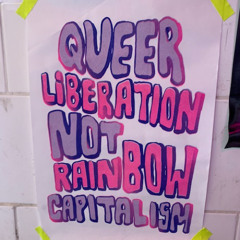 QUEER
LiBERATION
NOT
RAINBOW
CAPITALISM